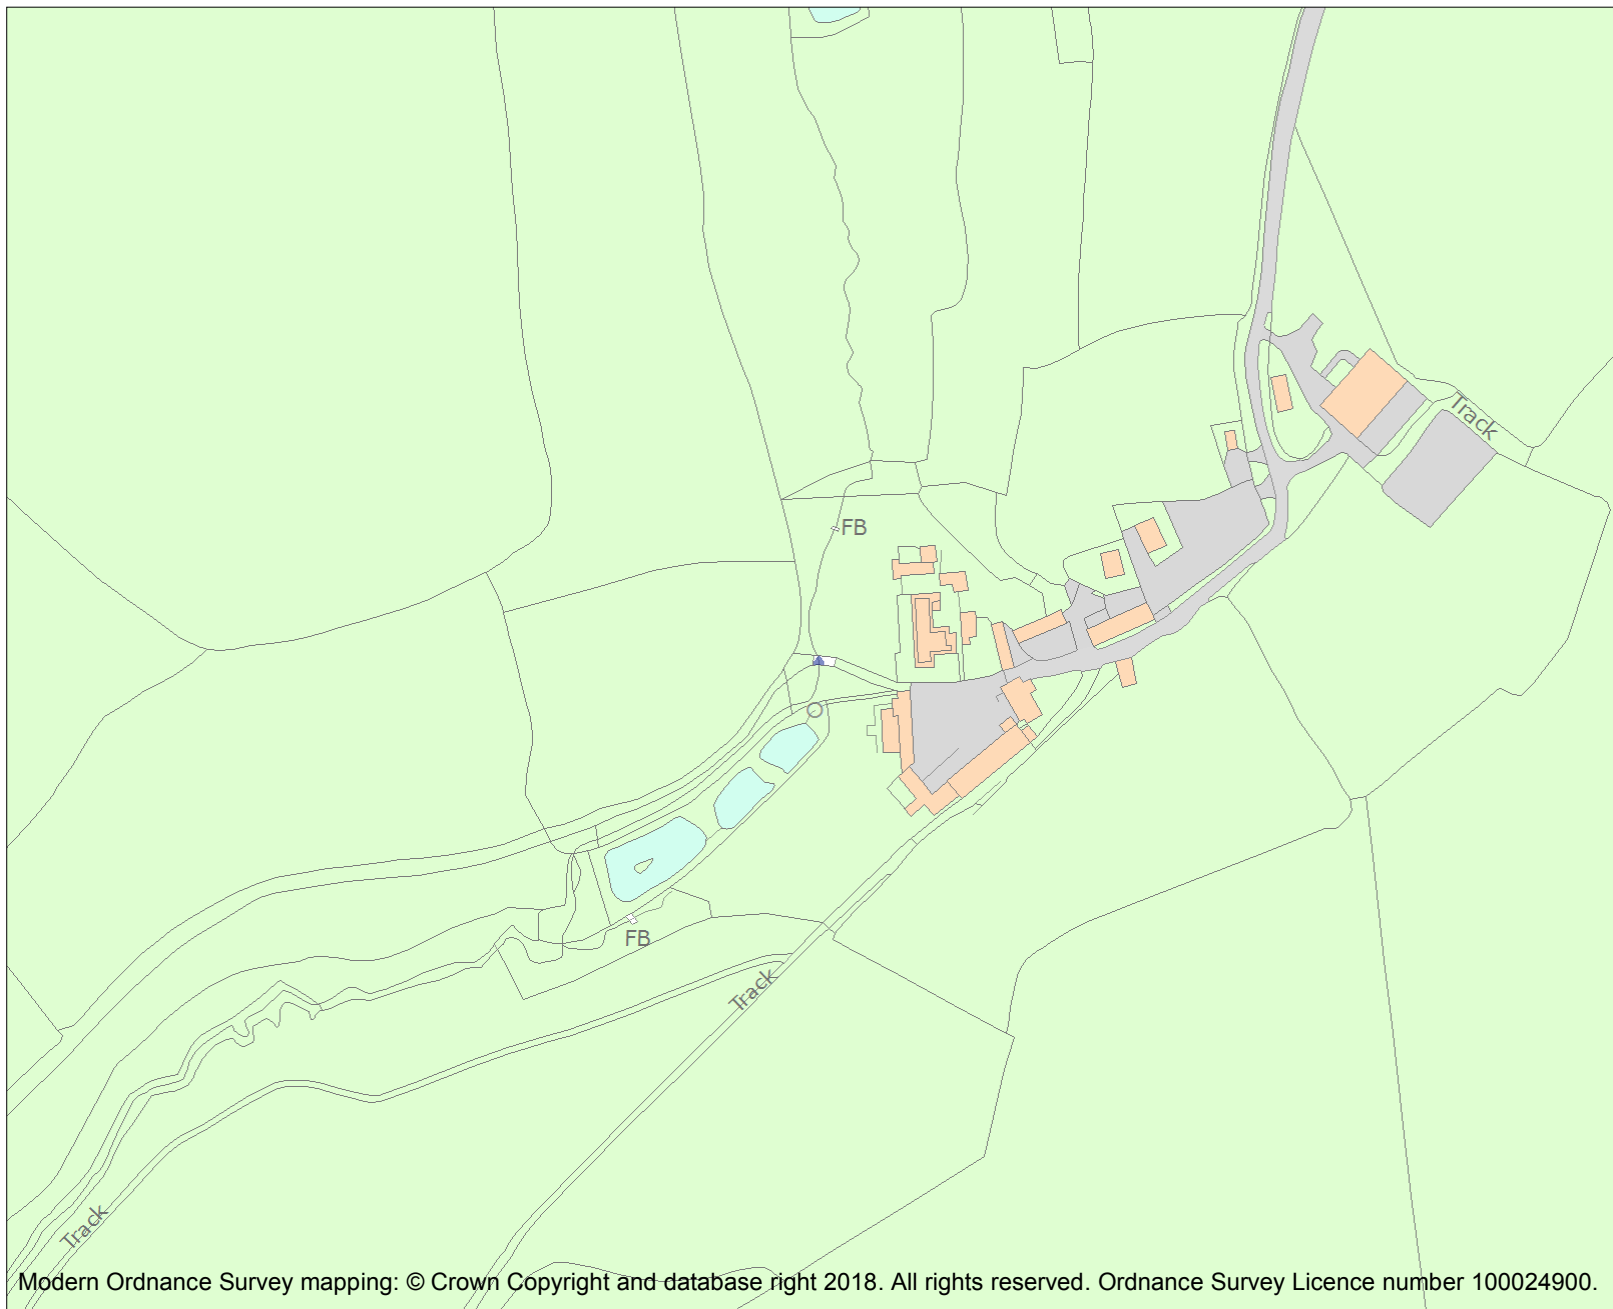 Track
FB
FB
Track
Track
Modern Ordnance Survey mapping: © Crown Copyright and database right 2018. All rights reserved. Ordnance Survey Licence number 100024900.